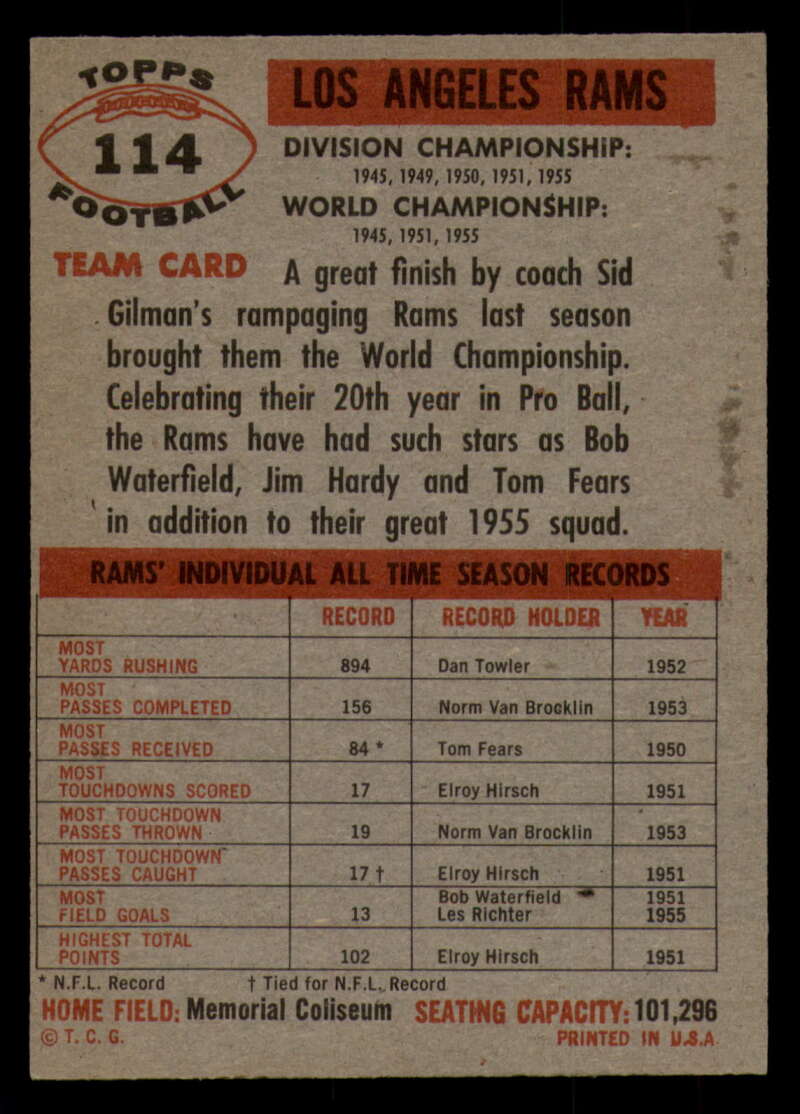 TOPPS
114
FOOTBALL
LOS ANGELES RAMS
DIVISION CHAMPIONSHIP:
1945, 1949, 1950, 1951, 1955
WORLD CHAMPIONSHIP:
1945, 1951, 1955
TEAM CARD A great finish by coach Sid
Gilman's rampaging Rams last season
brought them the World Championship.
Celebrating their 20th year in Pro Ball,
the Rams have had such stars as Bob
Waterfield, Jim Hardy and Tom Fears
in addition to their great 1955 squad.
RAMS' INDIVIDUAL ALL TIME SEASON RECORDS
RECORD RECORD HOLDER YEAR
MOST
YARDS RUSHING 894 Dan Towler 1952
MOST
PASSES COMPLETED 156 Norm Van Brocklin 1953
MOST
PASSES RECEIVED 84 * Tom Fears 1950
MOST
TOUCHDOWNS SCORED 17 Elroy Hirsch 1951
MOST TOUCHDOWN
PASSES THROWN 19 Norm Van Brocklin 1953
MOST TOUCHDOWN
PASSES CAUGHT 17 † Elroy Hirsch 1951
MOST Bob Waterfield 1951
FIELD GOALS 13 Les Richter 1955
HIGHEST TOTAL
POINTS 102 Elroy Hirsch 1951
* N.F.L. Record † Tied for N.F.L. Record
HOME FIELD: Memorial Coliseum SEATING CAPACITY: 101,296
© T. C. G. PRINTED IN U.S.A.